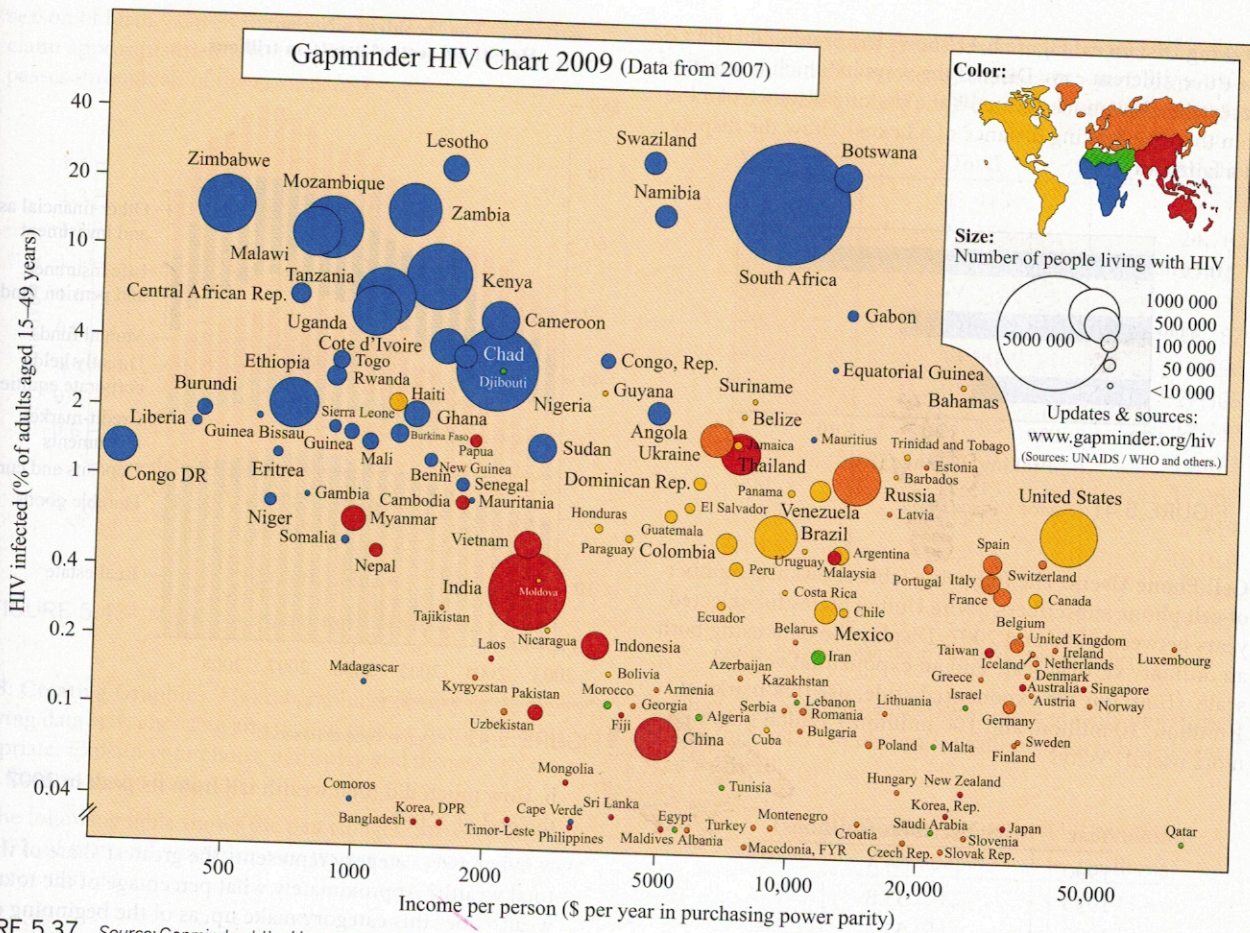 Gapminder HIV Chart 2009 (Data from 2007)
Color:
Size:
Number of people living with HIV
1000 000
500 000
100 000
50 000
<10 000
5000 000
Updates & sources:
www.gapminder.org/hiv
(Sources: UNAIDS / WHO and others.)
HIV infected (% of adults aged 15–49 years)
40
20
10
4
2
0.4
0.2
0.1
0.04
Zimbabwe
Lesotho
Swaziland
Botswana
Mozambique
Namibia
Zambia
Malawi
Tanzania
Kenya
South Africa
Central African Rep.
Uganda
Cameroon
Gabon
Cote d'Ivoire
Chad
Djibouti
Ethiopia
Togo
Rwanda
Congo, Rep.
Equatorial Guinea
Burundi
Haiti
Nigeria
Guyana
Suriname
Bahamas
Liberia
Sierra Leone
Ghana
Belize
Guinea Bissau
Guinea
Burkina Faso
Angola
Mauritius
Trinidad and Tobago
Congo DR
Mali
Papua
New Guinea
Sudan
Ukraine
Jamaica
Thailand
Estonia
Barbados
Eritrea
Benin
Senegal
Dominican Rep.
Panama
Russia
United States
Niger
Gambia
Cambodia
Mauritania
El Salvador
Venezuela
Latvia
Myanmar
Honduras
Guatemala
Brazil
Somalia
Vietnam
Paraguay
Colombia
Uruguay
Argentina
Spain
Nepal
Peru
Malaysia
Portugal
Italy
Switzerland
India
Moldova
Costa Rica
France
Canada
Tajikistan
Ecuador
Chile
Mexico
Nicaragua
Belarus
Belgium
Laos
Indonesia
Iran
Taiwan
United Kingdom
Ireland
Luxembourg
Iceland
Netherlands
Madagascar
Bolivia
Azerbaijan
Kazakhstan
Greece
Denmark
Kyrgyzstan
Pakistan
Morocco
Armenia
Lebanon
Lithuania
Israel
Australia
Singapore
Austria
Norway
Uzbekistan
Fiji
Georgia
Algeria
Serbia
Romania
Germany
China
Cuba
Bulgaria
Poland
Malta
Sweden
Finland
Mongolia
Tunisia
Hungary
New Zealand
Comoros
Bangladesh
Korea, DPR
Cape Verde
Sri Lanka
Timor-Leste
Philippines
Maldives
Egypt
Albania
Turkey
Montenegro
Macedonia, FYR
Croatia
Korea, Rep.
Saudi Arabia
Japan
Slovenia
Czech Rep.
Slovak Rep.
Qatar
500
1000
2000
5000
10,000
20,000
50,000
Income per person ($ per year in purchasing power parity)
RE 5.37